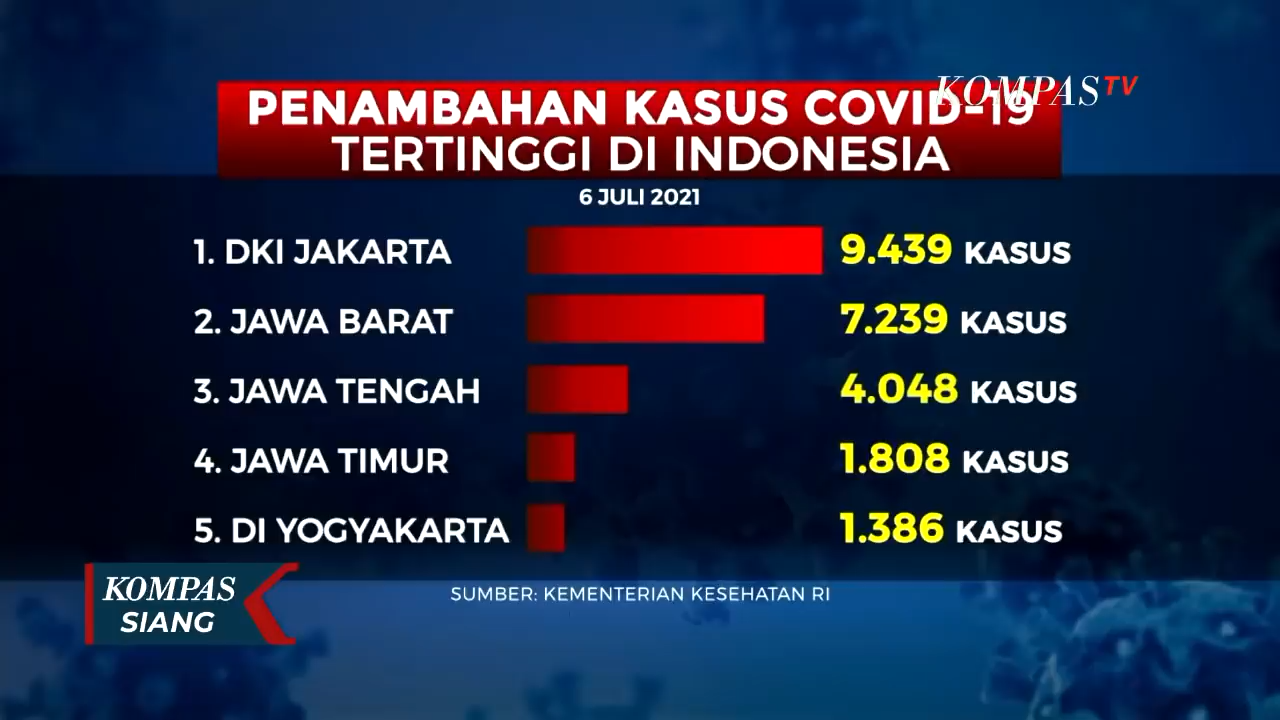 KOMPAS TV
PENAMBAHAN KASUS COVID-19
TERTINGGI DI INDONESIA
6 JULI 2021
1. DKI JAKARTA 9.439 KASUS
2. JAWA BARAT 7.239 KASUS
3. JAWA TENGAH 4.048 KASUS
4. JAWA TIMUR 1.808 KASUS
5. DI YOGYAKARTA 1.386 KASUS
SUMBER: KEMENTERIAN KESEHATAN RI
KOMPAS
SIANG